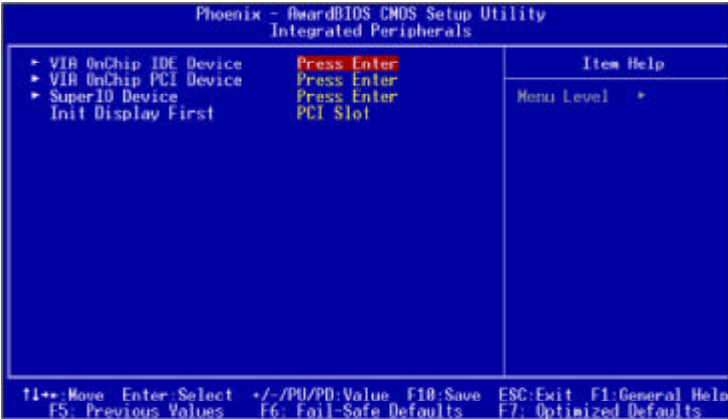 Phoenix - AwardBIOS CMOS Setup Utility
Integrated Peripherals
► VIA OnChip IDE Device Press Enter
► VIA OnChip PCI Device Press Enter
► SuperIO Device Press Enter
Init Display First PCI Slot
Item Help
Menu Level ►
↑↓→←:Move Enter:Select +/-/PU/PD:Value F10:Save ESC:Exit F1:General Help
F5: Previous Values F6: Fail-Safe Defaults F7: Optimized Defaults